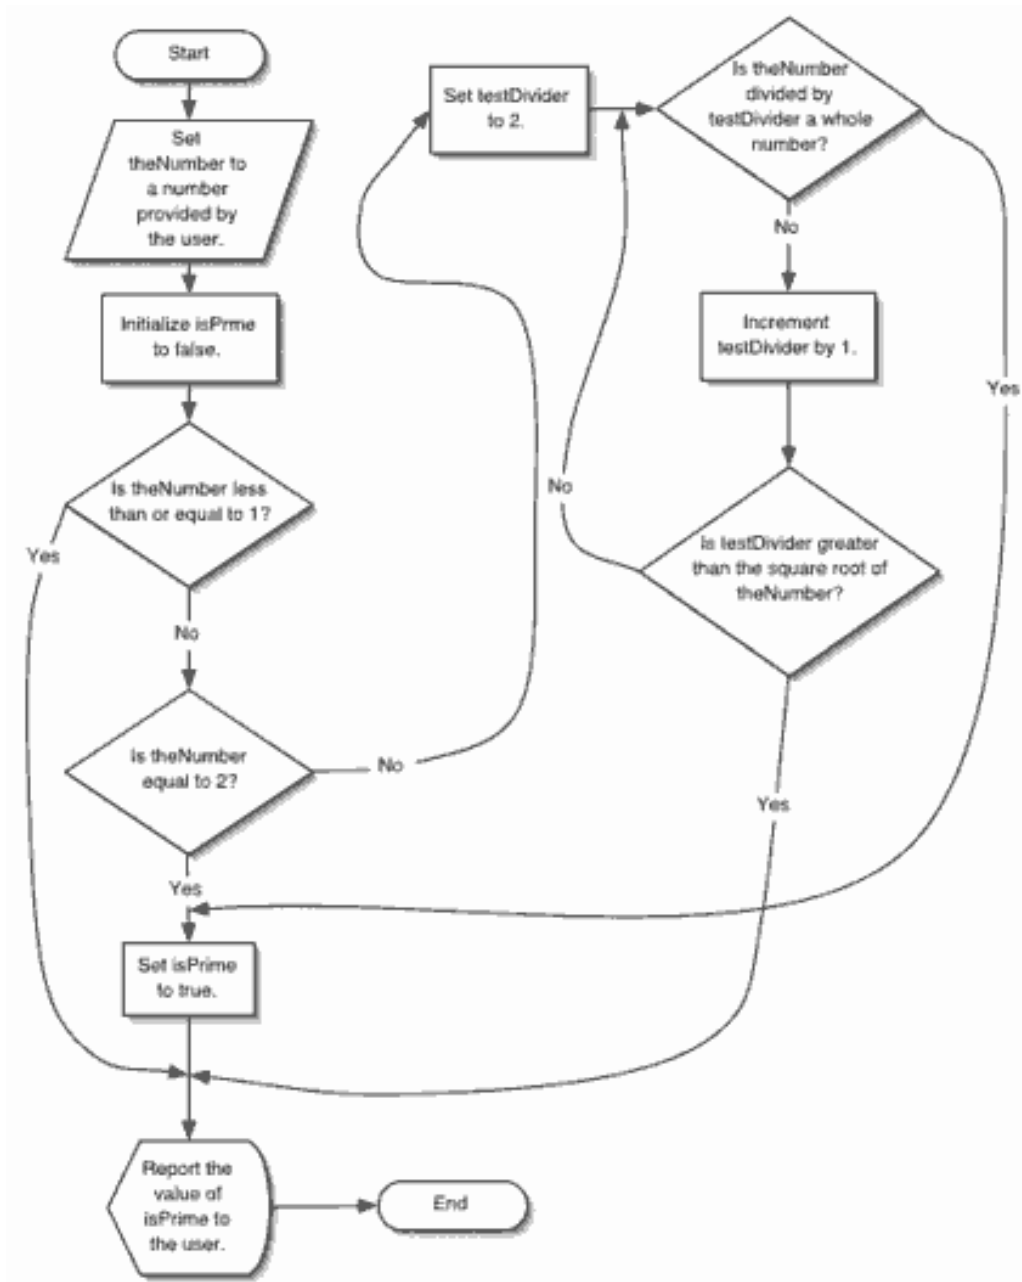 Start
Set
theNumber to
a number
provided by
the user.
Initialize isPrme
to false.
Is theNumber less
than or equal to 1?
Yes
No
Is theNumber
equal to 2?
No
Yes
Set isPrime
to true.
Report the
value of
isPrime to
the user.
End
Set testDivider
to 2.
Is theNumber
divided by
testDivider a whole
number?
No
Yes
Increment
testDivider by 1.
No
Is testDivider greater
than the square root of
theNumber?
Yes